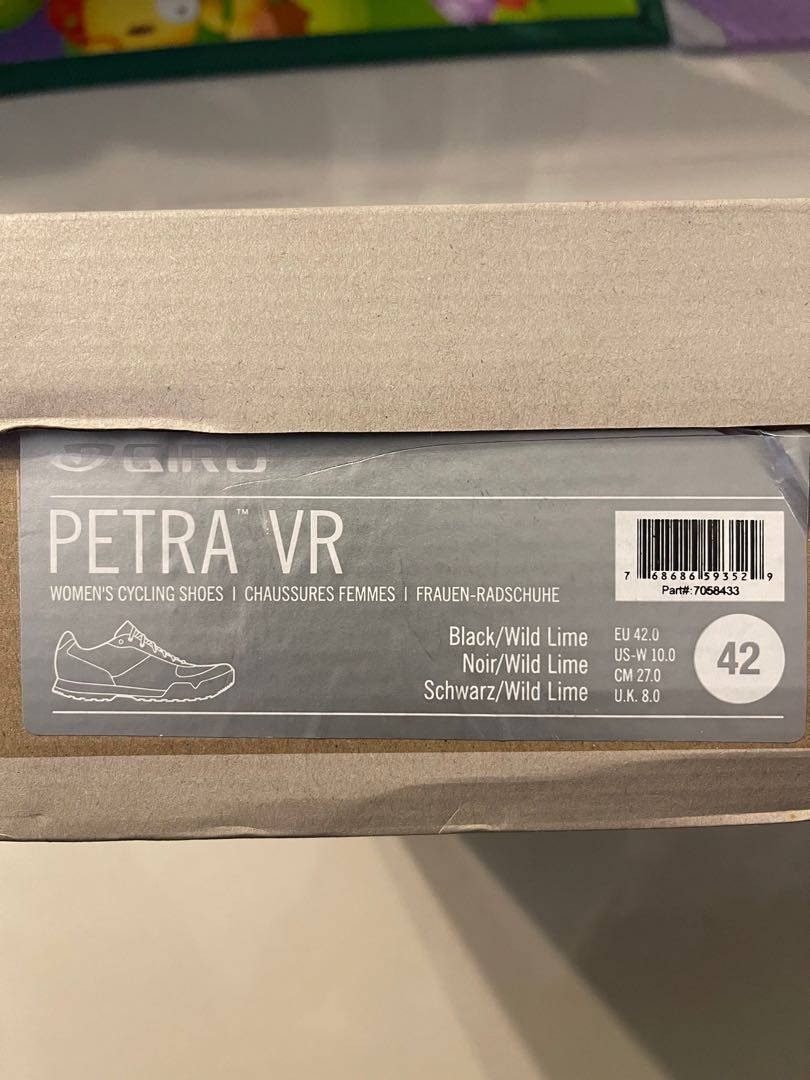 GIRO
PETRA™ VR
WOMEN'S CYCLING SHOES | CHAUSSURES FEMMES | FRAUEN-RADSCHUHE
7 68686 59352 9
Part#:7058433
Black/Wild Lime
Noir/Wild Lime
Schwarz/Wild Lime
EU 42.0
US-W 10.0
CM 27.0
U.K. 8.0
42